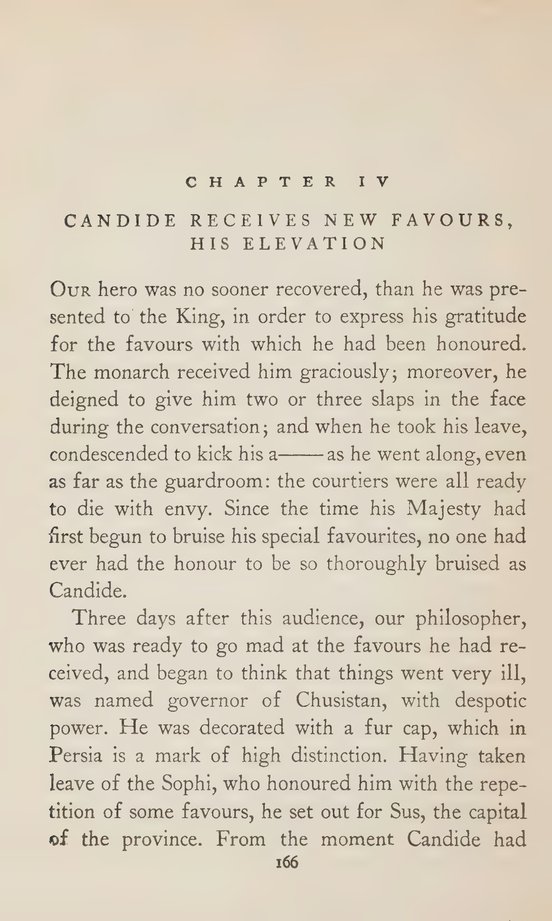 CHAPTER IV
CANDIDE RECEIVES NEW FAVOURS,
HIS ELEVATION
OUR hero was no sooner recovered, than he was pre-
sented to the King, in order to express his gratitude
for the favours with which he had been honoured.
The monarch received him graciously; moreover, he
deigned to give him two or three slaps in the face
during the conversation; and when he took his leave,
condescended to kick his a—— as he went along, even
as far as the guardroom: the courtiers were all ready
to die with envy. Since the time his Majesty had
first begun to bruise his special favourites, no one had
ever had the honour to be so thoroughly bruised as
Candide.
Three days after this audience, our philosopher,
who was ready to go mad at the favours he had re-
ceived, and began to think that things went very ill,
was named governor of Chusistan, with despotic
power. He was decorated with a fur cap, which in
Persia is a mark of high distinction. Having taken
leave of the Sophi, who honoured him with the repe-
tition of some favours, he set out for Sus, the capital
of the province. From the moment Candide had
166